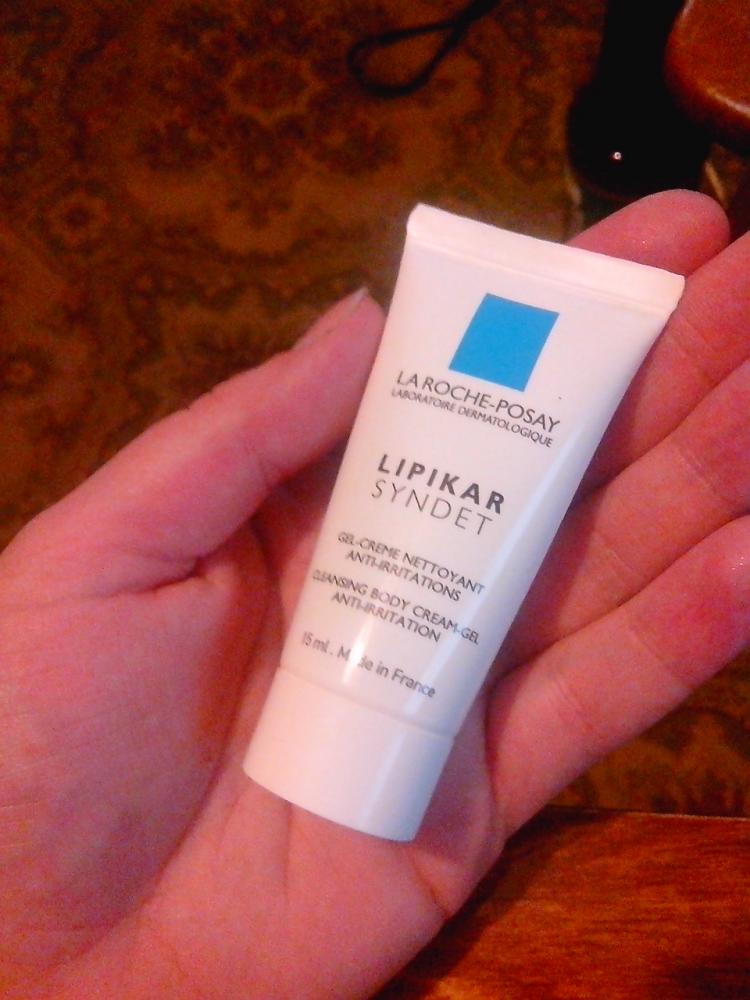 LA ROCHE-POSAY
LABORATOIRE DERMATOLOGIQUE
LIPIKAR
SYNDET
GEL-CREME NETTOYANT
ANTI-IRRITATIONS
CLEANSING BODY CREAM-GEL
ANTI-IRRITATION
15 ml . Made in France